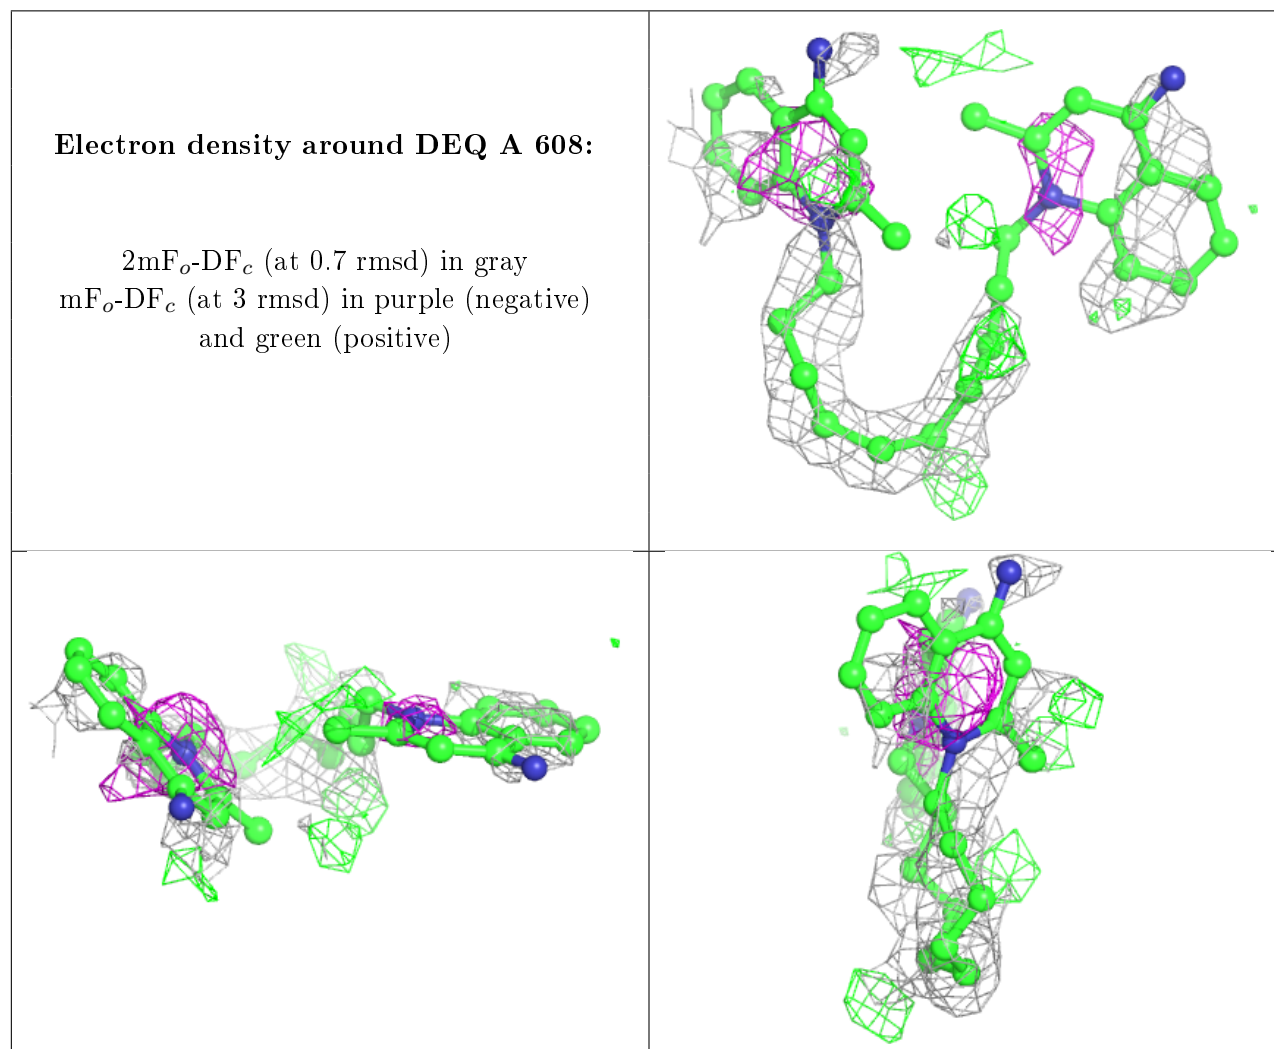 Electron density around DEQ A 608:
2mFo-DFc (at 0.7 rmsd) in gray
mFo-DFc (at 3 rmsd) in purple (negative)
and green (positive)